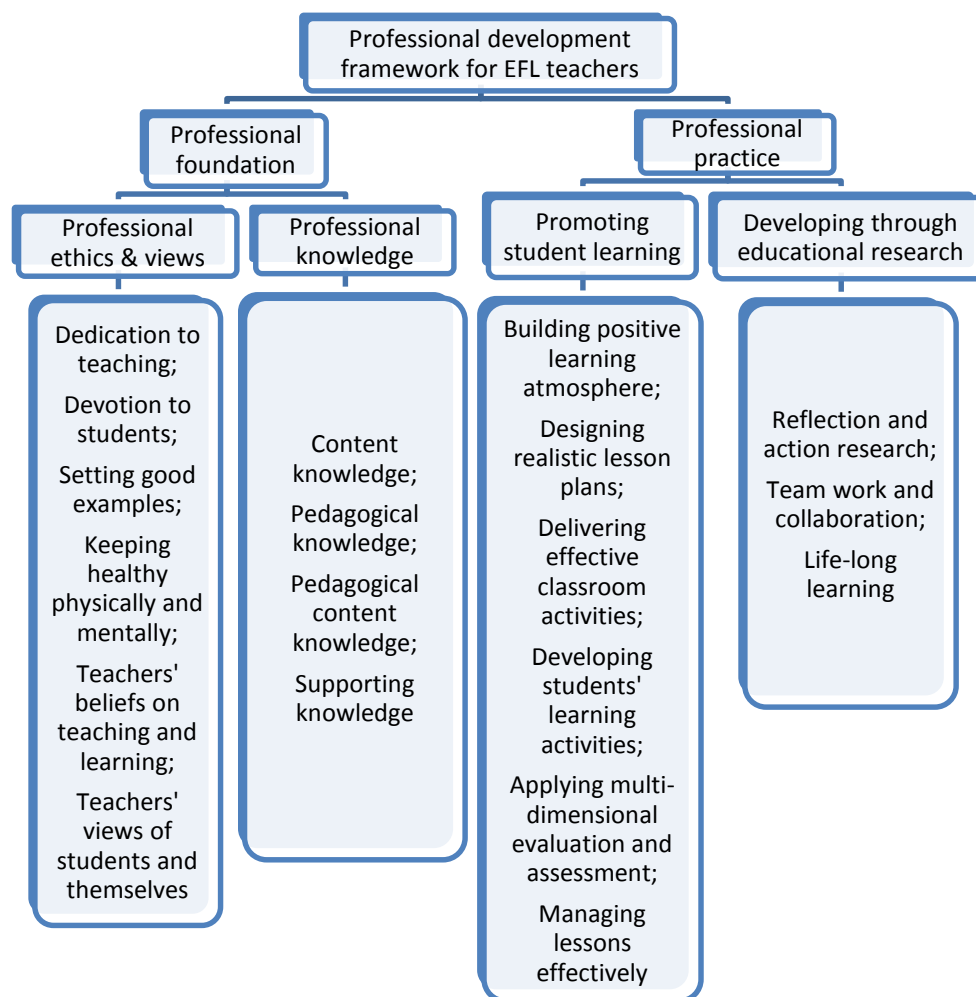 Professional development
framework for EFL teachers
Professional
foundation
Professional
practice
Professional
ethics & views
Professional
knowledge
Promoting
student learning
Developing through
educational research
Dedication to
teaching;
Devotion to
students;
Setting good
examples;
Keeping
healthy
physically and
mentally;
Teachers'
beliefs on
teaching and
learning;
Teachers'
views of
students and
themselves
Content
knowledge;
Pedagogical
knowledge;
Pedagogical
content
knowledge;
Supporting
knowledge
Building positive
learning
atmosphere;
Designing
realistic lesson
plans;
Delivering
effective
classroom
activities;
Developing
students'
learning
activities;
Applying multi-
dimensional
evaluation and
assessment;
Managing
lessons
effectively
Reflection and
action research;
Team work and
collaboration;
Life-long
learning